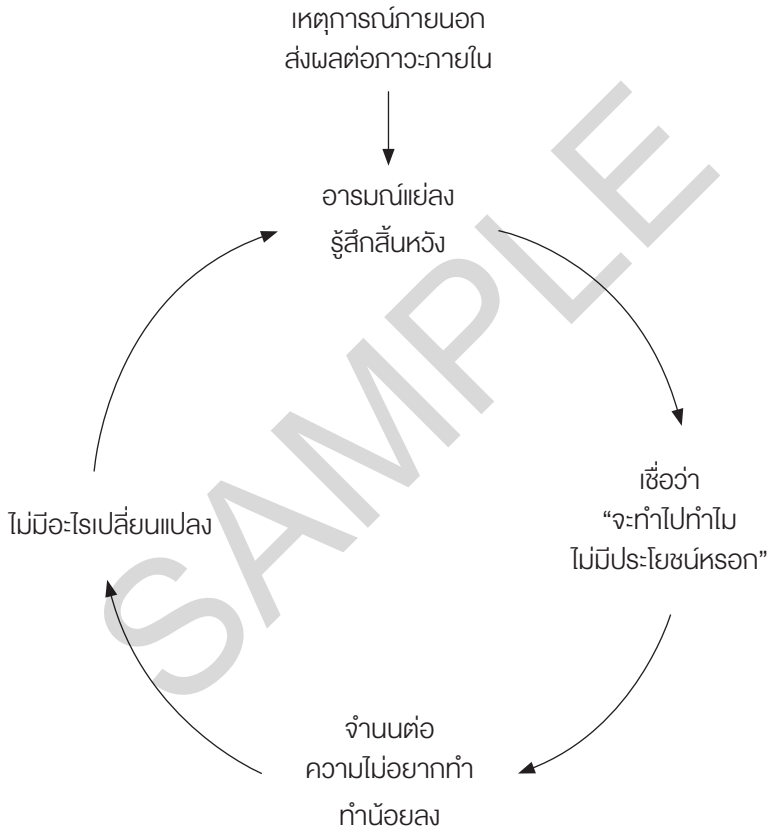 เหตุการณ์ภายนอก
ส่งผลต่อภาวะภายใน
อารมณ์แย่ลง
รู้สึกสิ้นหวัง
เชื่อว่า
“จะทำไปทำไม
ไม่มีประโยชน์หรอก”
จำนนต่อ
ความไม่อยากทำ
ทำน้อยลง
ไม่มีอะไรเปลี่ยนแปลง
SAMPLE